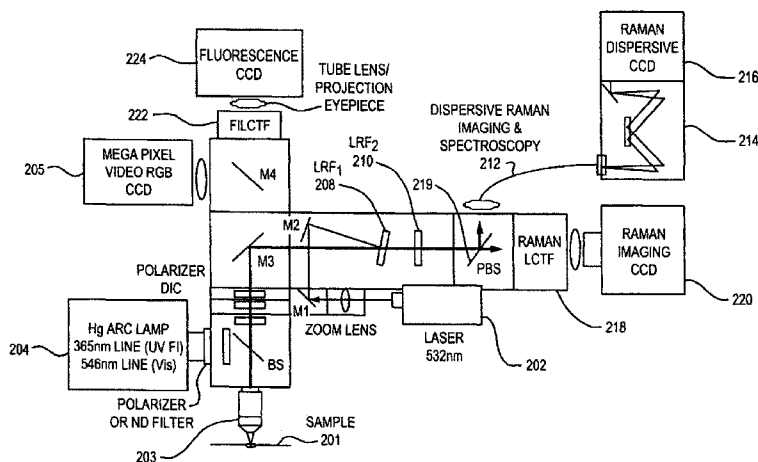 224
FLUORESCENCE
CCD
TUBE LENS/
PROJECTION
EYEPIECE
222
FILCTF
RAMAN
DISPERSIVE
CCD
216
214
DISPERSIVE RAMAN
IMAGING &
SPECTROSCOPY
212
205
MEGA PIXEL
VIDEO RGB
CCD
M4
LRF1
208
LRF2
210
219
M2
M3
PBS
RAMAN
LCTF
RAMAN
IMAGING
CCD
220
218
POLARIZER
DIC
M1
ZOOM LENS
LASER
532nm
202
204
Hg ARC LAMP
365nm LINE (UV Fl)
546nm LINE (Vis)
BS
POLARIZER
OR ND FILTER
203
SAMPLE
201